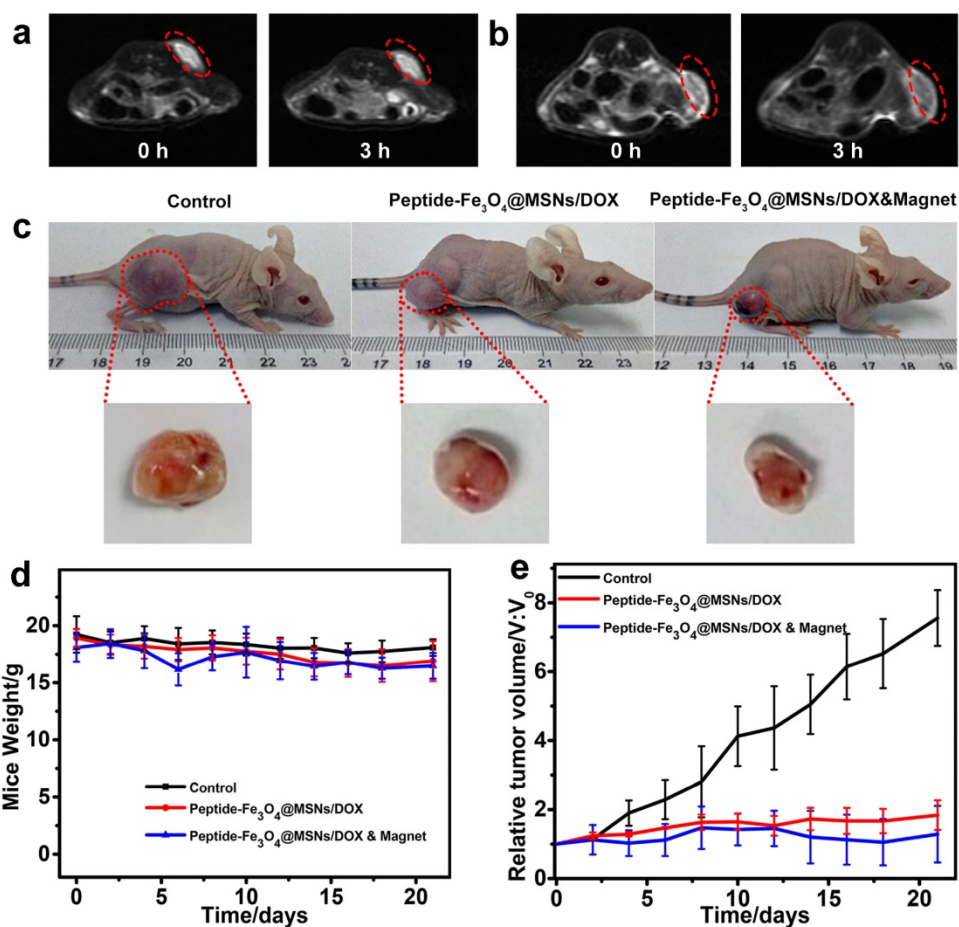 a
b
0 h
3 h
0 h
3 h
Control
Peptide-Fe₃O₄@MSNs/DOX
Peptide-Fe₃O₄@MSNs/DOX&Magnet
c
17 18 19 20 21 22 23
17 18 19 20 21 22 23
12 13 14 15 16 17 18 19
d
Mice Weight/g
20
15
10
5
0
Control
Peptide-Fe₃O₄@MSNs/DOX
Peptide-Fe₃O₄@MSNs/DOX & Magnet
0 5 10 15 20
Time/days
e
Relative tumor volume/V:V₀
8
6
4
2
0
Control
Peptide-Fe₃O₄@MSNs/DOX
Peptide-Fe₃O₄@MSNs/DOX & Magnet
0 5 10 15 20
Time/days